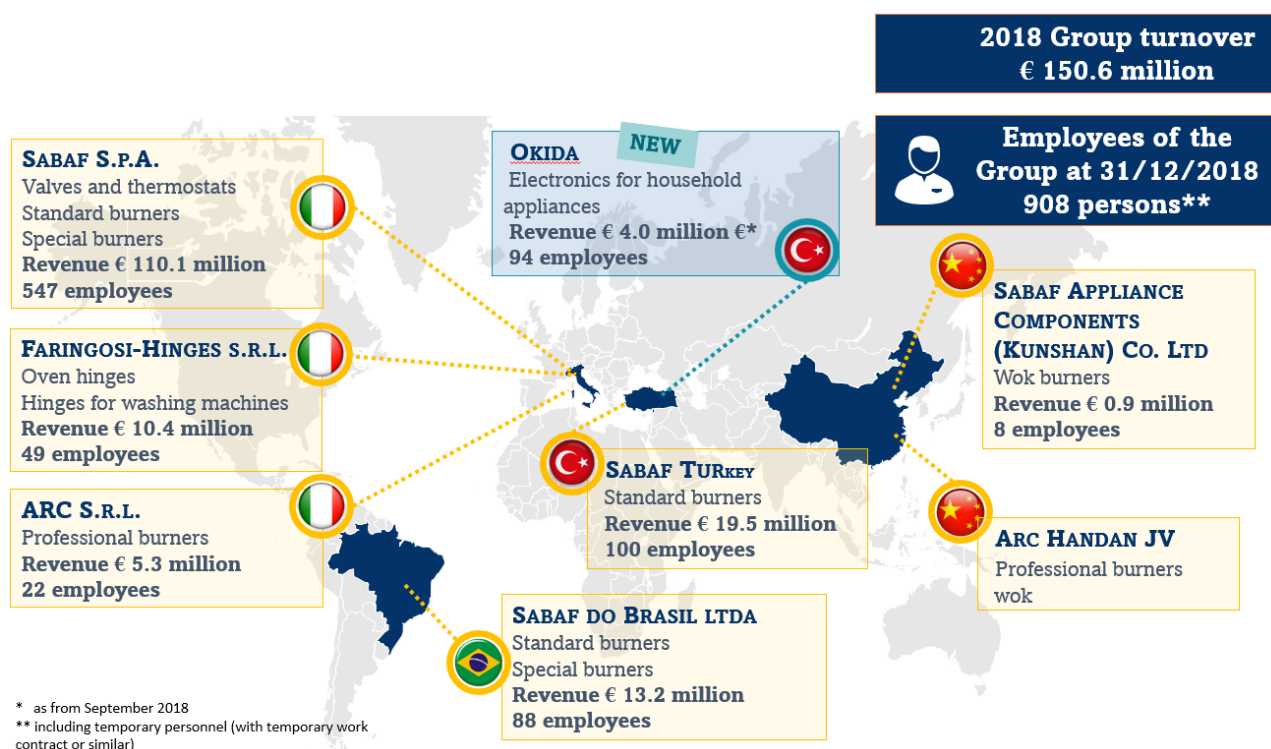 2018 Group turnover
€ 150.6 million
Employees of the
Group at 31/12/2018
908 persons**
SABAF S.P.A.
Valves and thermostats
Standard burners
Special burners
Revenue € 110.1 million
547 employees
FARINGOSI-HINGES S.R.L.
Oven hinges
Hinges for washing machines
Revenue € 10.4 million
49 employees
ARC S.R.L.
Professional burners
Revenue € 5.3 million
22 employees
NEW
OKIDA
Electronics for household
appliances
Revenue € 4.0 million €*
94 employees
SABAF TURKEY
Standard burners
Revenue € 19.5 million
100 employees
SABAF DO BRASIL LTDA
Standard burners
Special burners
Revenue € 13.2 million
88 employees
SABAF APPLIANCE
COMPONENTS
(KUNSHAN) CO. LTD
Wok burners
Revenue € 0.9 million
8 employees
ARC HANDAN JV
Professional burners
wok
* as from September 2018
** including temporary personnel (with temporary work
contract or similar)